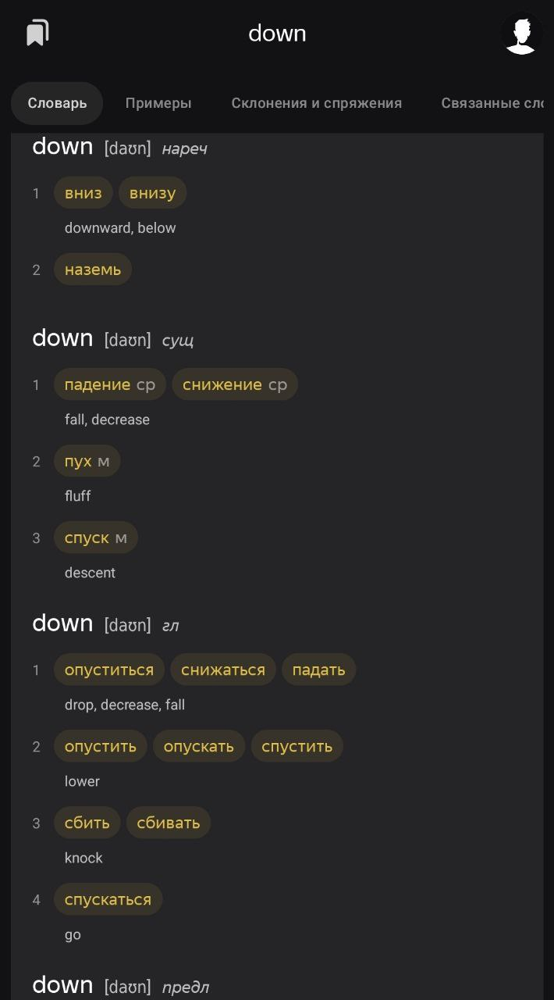 down
Словарь Примеры Склонения и спряжения Связанные сло
down [daʊn] нареч
1 вниз внизу
downward, below
2 наземь
down [daʊn] сущ
1 падение ср снижение ср
fall, decrease
2 пух м
fluff
3 спуск м
descent
down [daʊn] гл
1 опуститься снижаться падать
drop, decrease, fall
2 опустить опускать спустить
lower
3 сбить сбивать
knock
4 спускаться
go
down [daʊn] предл